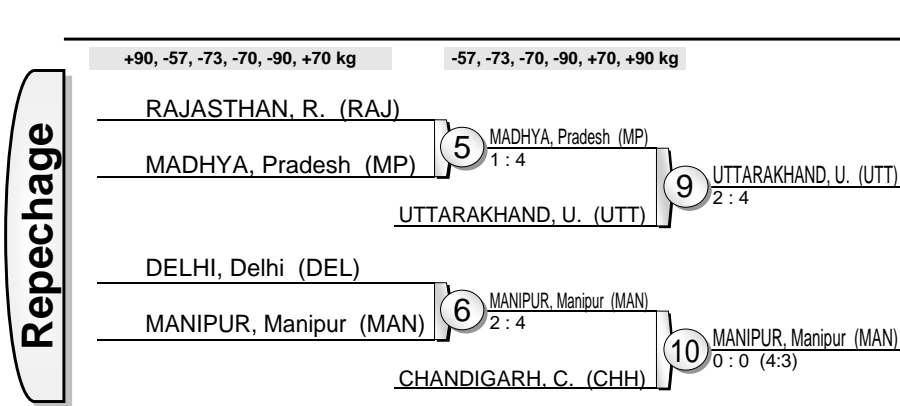 +90, -57, -73, -70, -90, +70 kg
-57, -73, -70, -90, +70, +90 kg
Repechage
RAJASTHAN, R. (RAJ)
MADHYA, Pradesh (MP)
5
MADHYA, Pradesh (MP)
1 : 4
UTTARAKHAND, U. (UTT)
9
UTTARAKHAND, U. (UTT)
2 : 4
DELHI, Delhi (DEL)
MANIPUR, Manipur (MAN)
6
MANIPUR, Manipur (MAN)
2 : 4
CHANDIGARH, C. (CHH)
10
MANIPUR, Manipur (MAN)
0 : 0 (4:3)